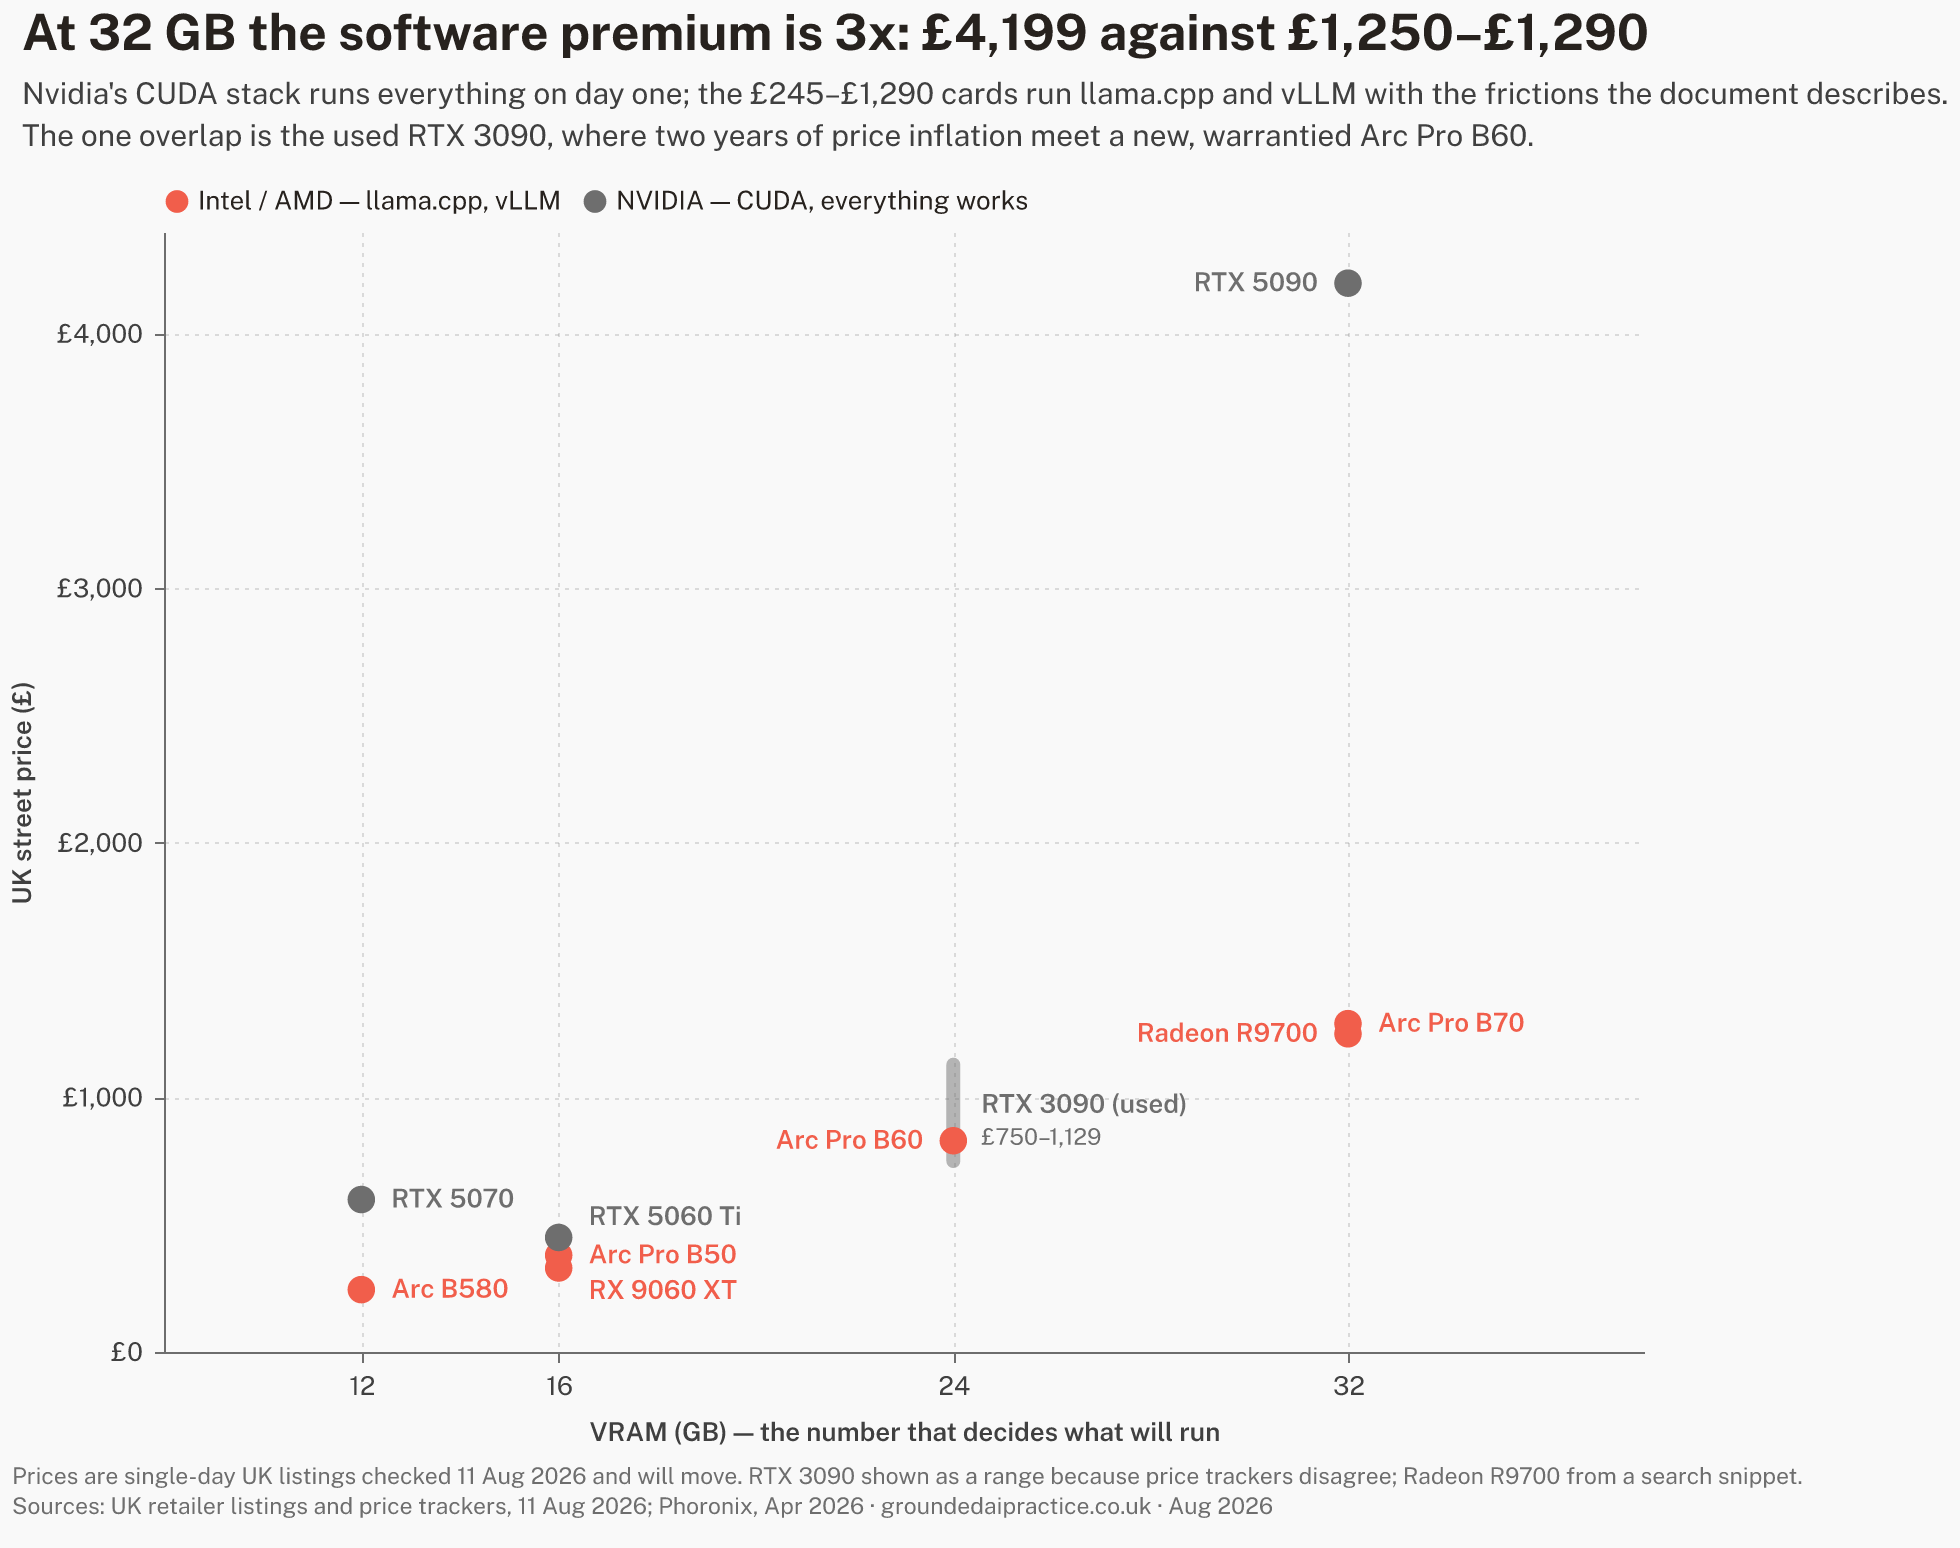 At 32 GB the software premium is 3x: £4,199 against £1,250–£1,290
Nvidia's CUDA stack runs everything on day one; the £245–£1,290 cards run llama.cpp and vLLM with the frictions the document describes.
The one overlap is the used RTX 3090, where two years of price inflation meet a new, warrantied Arc Pro B60.
Intel / AMD — llama.cpp, vLLM
NVIDIA — CUDA, everything works
RTX 5090
£4,000
£3,000
£2,000
£1,000
£0
UK street price (£)
Radeon R9700
Arc Pro B70
RTX 3090 (used)
£750–1,129
Arc Pro B60
RTX 5070
RTX 5060 Ti
Arc Pro B50
RX 9060 XT
Arc B580
12
16
24
32
VRAM (GB) — the number that decides what will run
Prices are single-day UK listings checked 11 Aug 2026 and will move. RTX 3090 shown as a range because price trackers disagree; Radeon R9700 from a search snippet.
Sources: UK retailer listings and price trackers, 11 Aug 2026; Phoronix, Apr 2026 · groundedaipractice.co.uk · Aug 2026